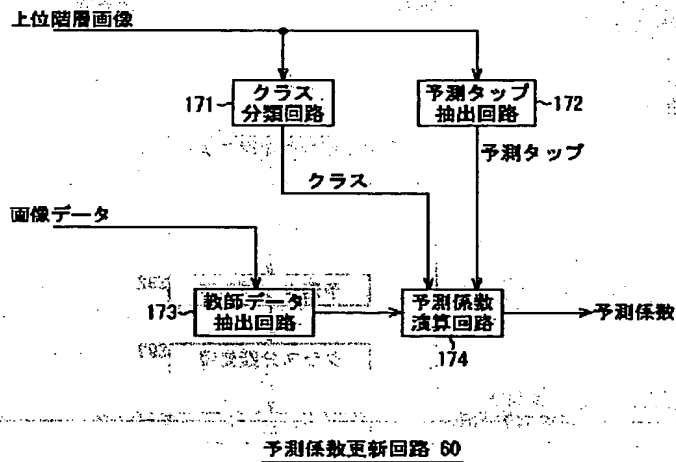 上位階層画像
171
クラス
分類回路
予測タップ
抽出回路
172
予測タップ
クラス
画像データ
173
教師データ
抽出回路
予測係数
演算回路
174
予測係数
予測係数更新回路 60